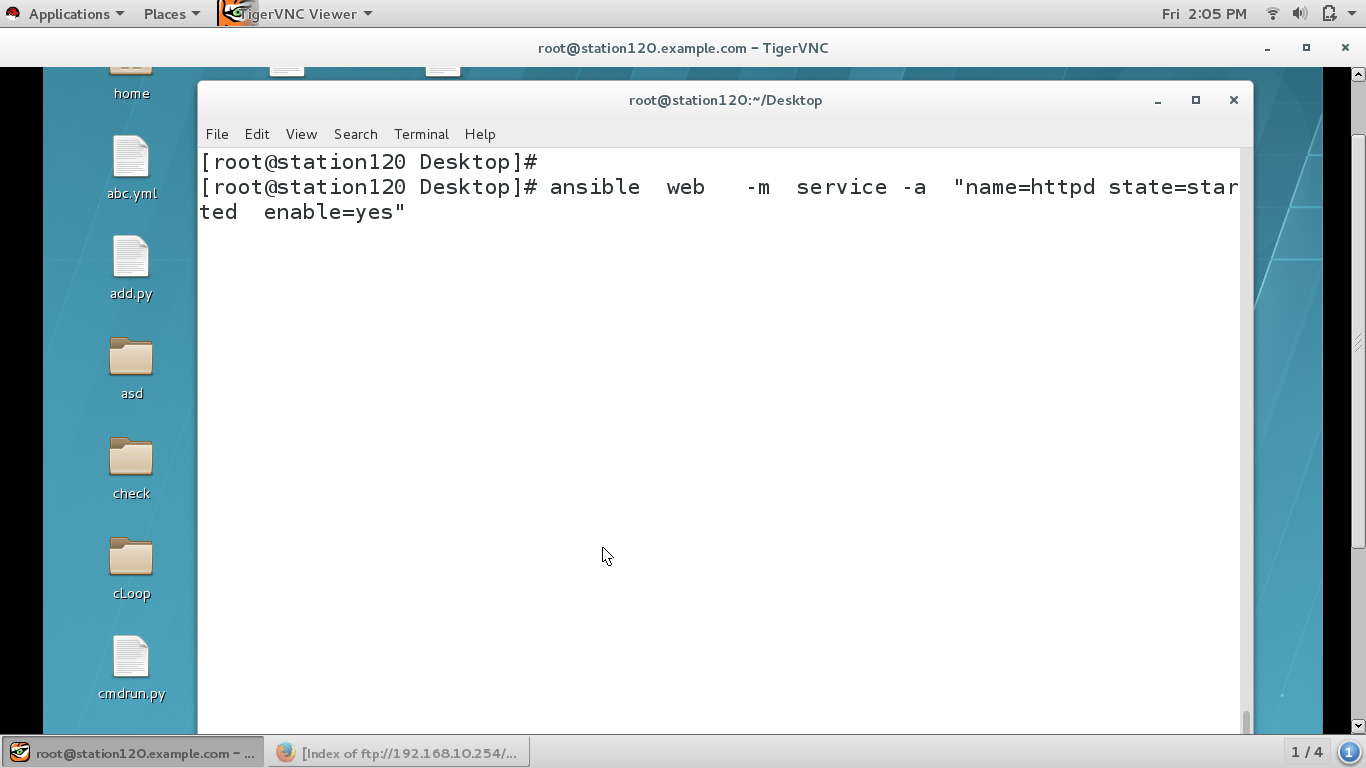 Applications Places TigerVNC Viewer Fri 2:05 PM
root@station120.example.com – TigerVNC
home
root@station120:~/Desktop
File Edit View Search Terminal Help
[root@station120 Desktop]#
[root@station120 Desktop]# ansible  web   -m  service -a  "name=httpd state=star
ted  enable=yes"
abc.yml
add.py
asd
check
cLoop
cmdrun.py
root@station120.example.com – ...
[Index of ftp://192.168.10.254/...
1 / 4
1